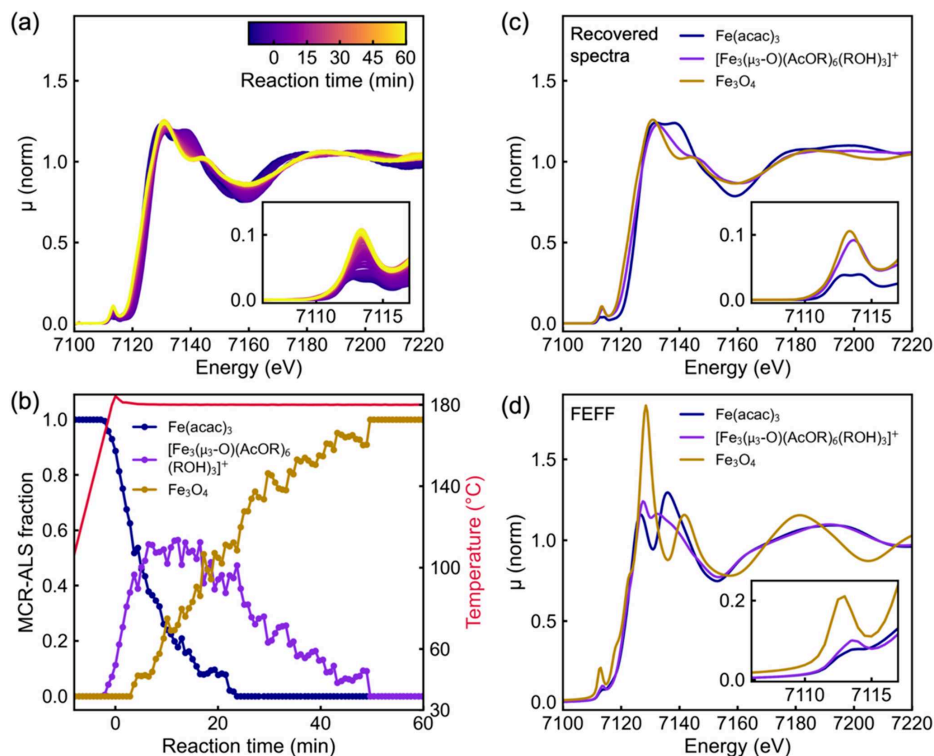 (a)
0 15 30 45 60
Reaction time (min)
μ (norm)
1.5
1.0
0.5
0.0
0.1
0.0
7110 7115
7100 7120 7140 7160 7180 7200 7220
Energy (eV)
(c)
Recovered
spectra
Fe(acac)₃
[Fe₃(μ₃-O)(AcOR)₆(ROH)₃]⁺
Fe₃O₄
μ (norm)
1.5
1.0
0.5
0.0
0.1
0.0
7110 7115
7100 7120 7140 7160 7180 7200 7220
Energy (eV)
(b)
Fe(acac)₃
[Fe₃(μ₃-O)(AcOR)₆
(ROH)₃]⁺
Fe₃O₄
MCR-ALS fraction
1.0
0.8
0.6
0.4
0.2
0.0
180
140
100
60
30
Temperature (°C)
0 20 40 60
Reaction time (min)
(d)
FEFF
Fe(acac)₃
[Fe₃(μ₃-O)(AcOR)₆(ROH)₃]⁺
Fe₃O₄
μ (norm)
1.5
1.0
0.5
0.0
0.2
0.0
7110 7115
7100 7120 7140 7160 7180 7200 7220
Energy (eV)